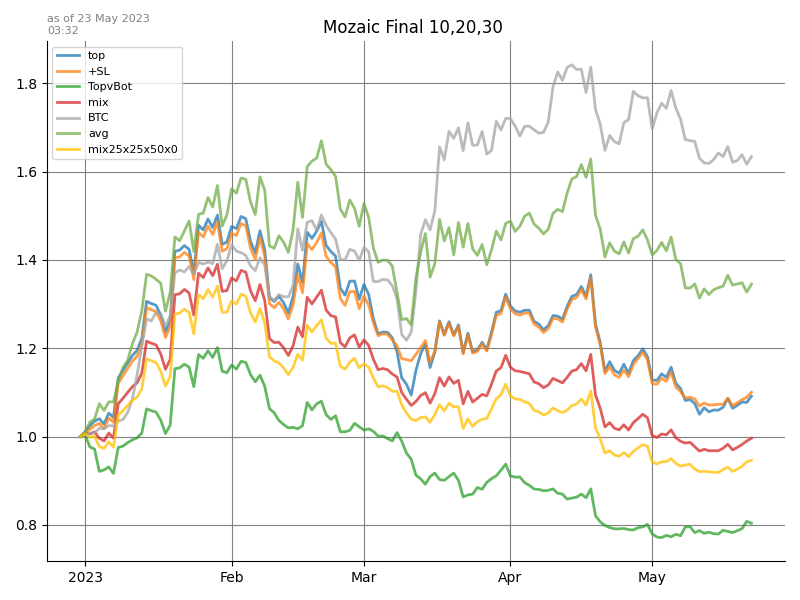 as of 23 May 2023
03:32
Mozaic Final 10,20,30
top
+SL
TopvBot
mix
BTC
avg
mix25x25x50x0
1.8
1.6
1.4
1.2
1.0
0.8
2023 Feb Mar Apr May